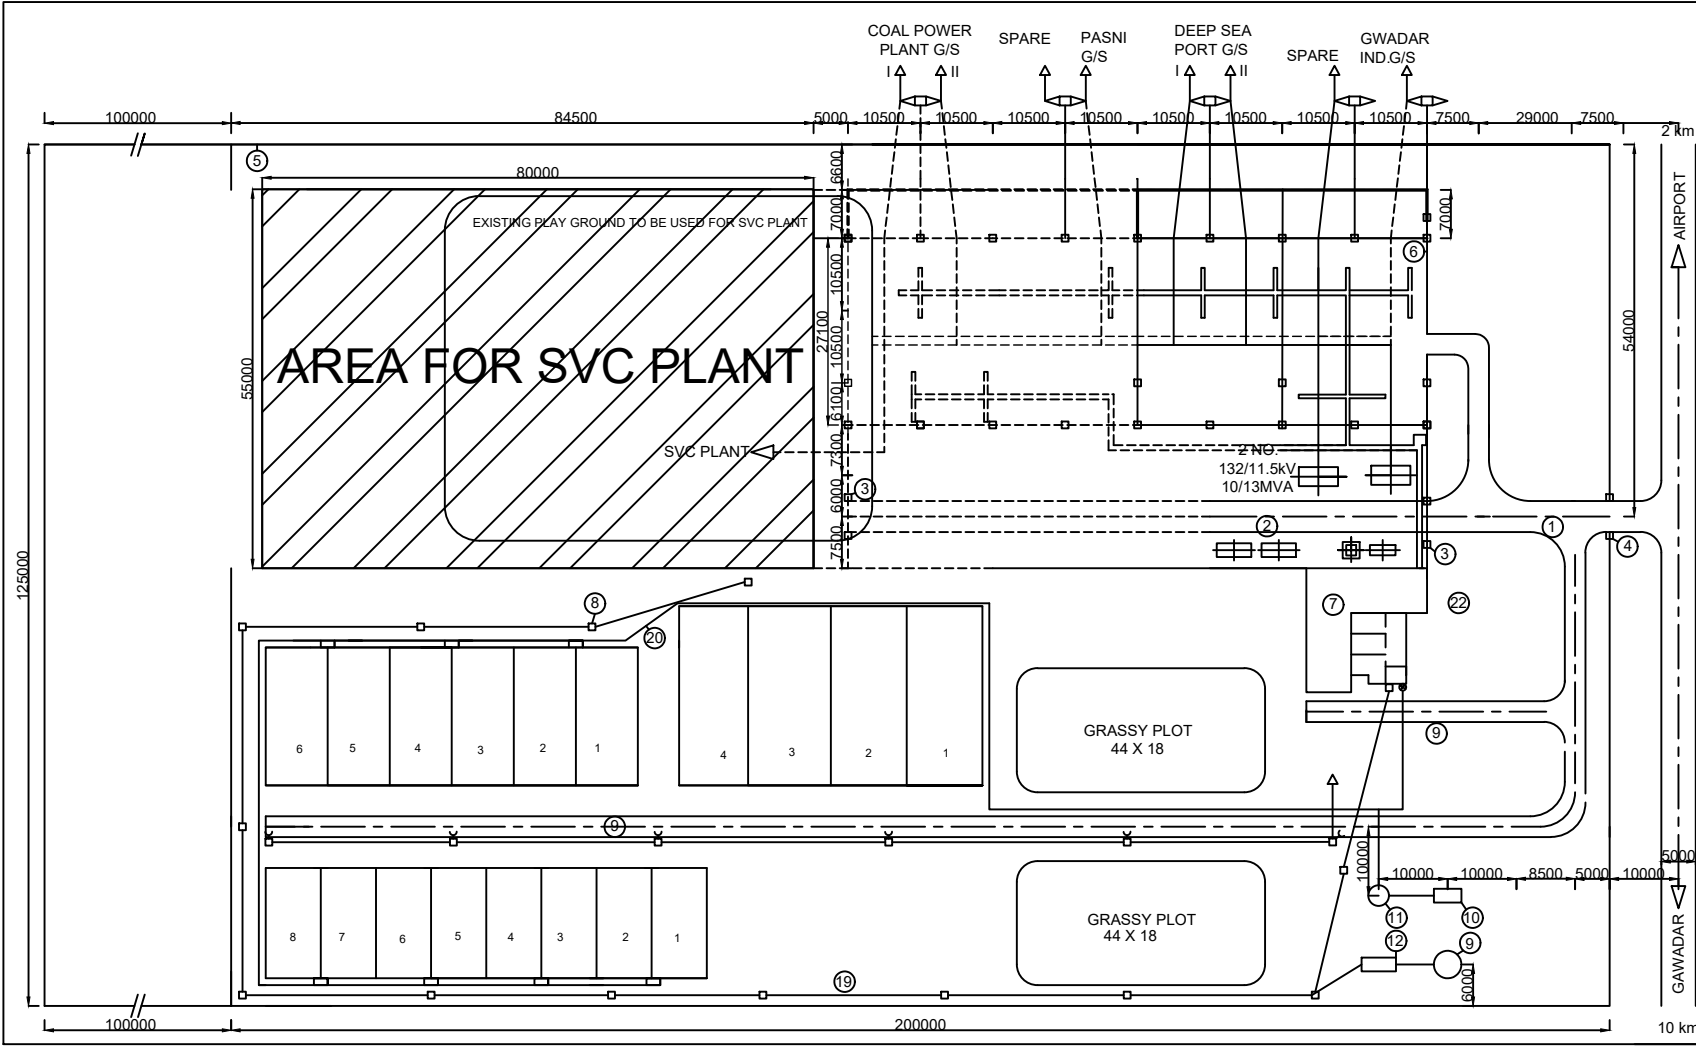 COAL POWER
PLANT G/S
I
II
SPARE
PASNI
G/S
DEEP SEA
PORT G/S
I
II
SPARE
GWADAR
IND.G/S
100000
84500
5000
10500
10500
10500
10500
10500
10500
10500
10500
7500
29000
7500
2 km
5
80000
6600
EXISTING PLAY GROUND TO BE USED FOR SVC PLANT
7000
7000
6
AIRPORT
10500
27100
10500
54000
AREA FOR SVC PLANT
55000
6100
SVC PLANT
7300
2 NO.
132/11.5kV
10/13MVA
3
6000
2
1
7500
3
4
125000
8
7
22
20
6
5
4
3
2
1
4
3
2
1
GRASSY PLOT
44 X 18
9
9
10000
5000
10000
10000
8500
5000
10000
11
10
GRASSY PLOT
44 X 18
12
9
8
7
6
5
4
3
2
1
19
6000
GAWADAR
100000
200000
10 km